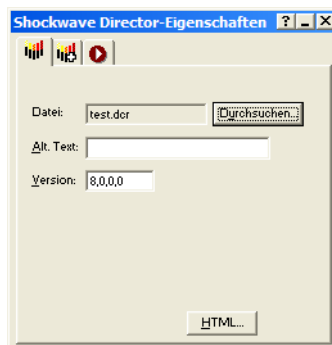 Shockwave Director-Eigenschaften
Datei: test.dcr Durchsuchen...
Alt. Text:
Version: 8,0,0,0
HTML...